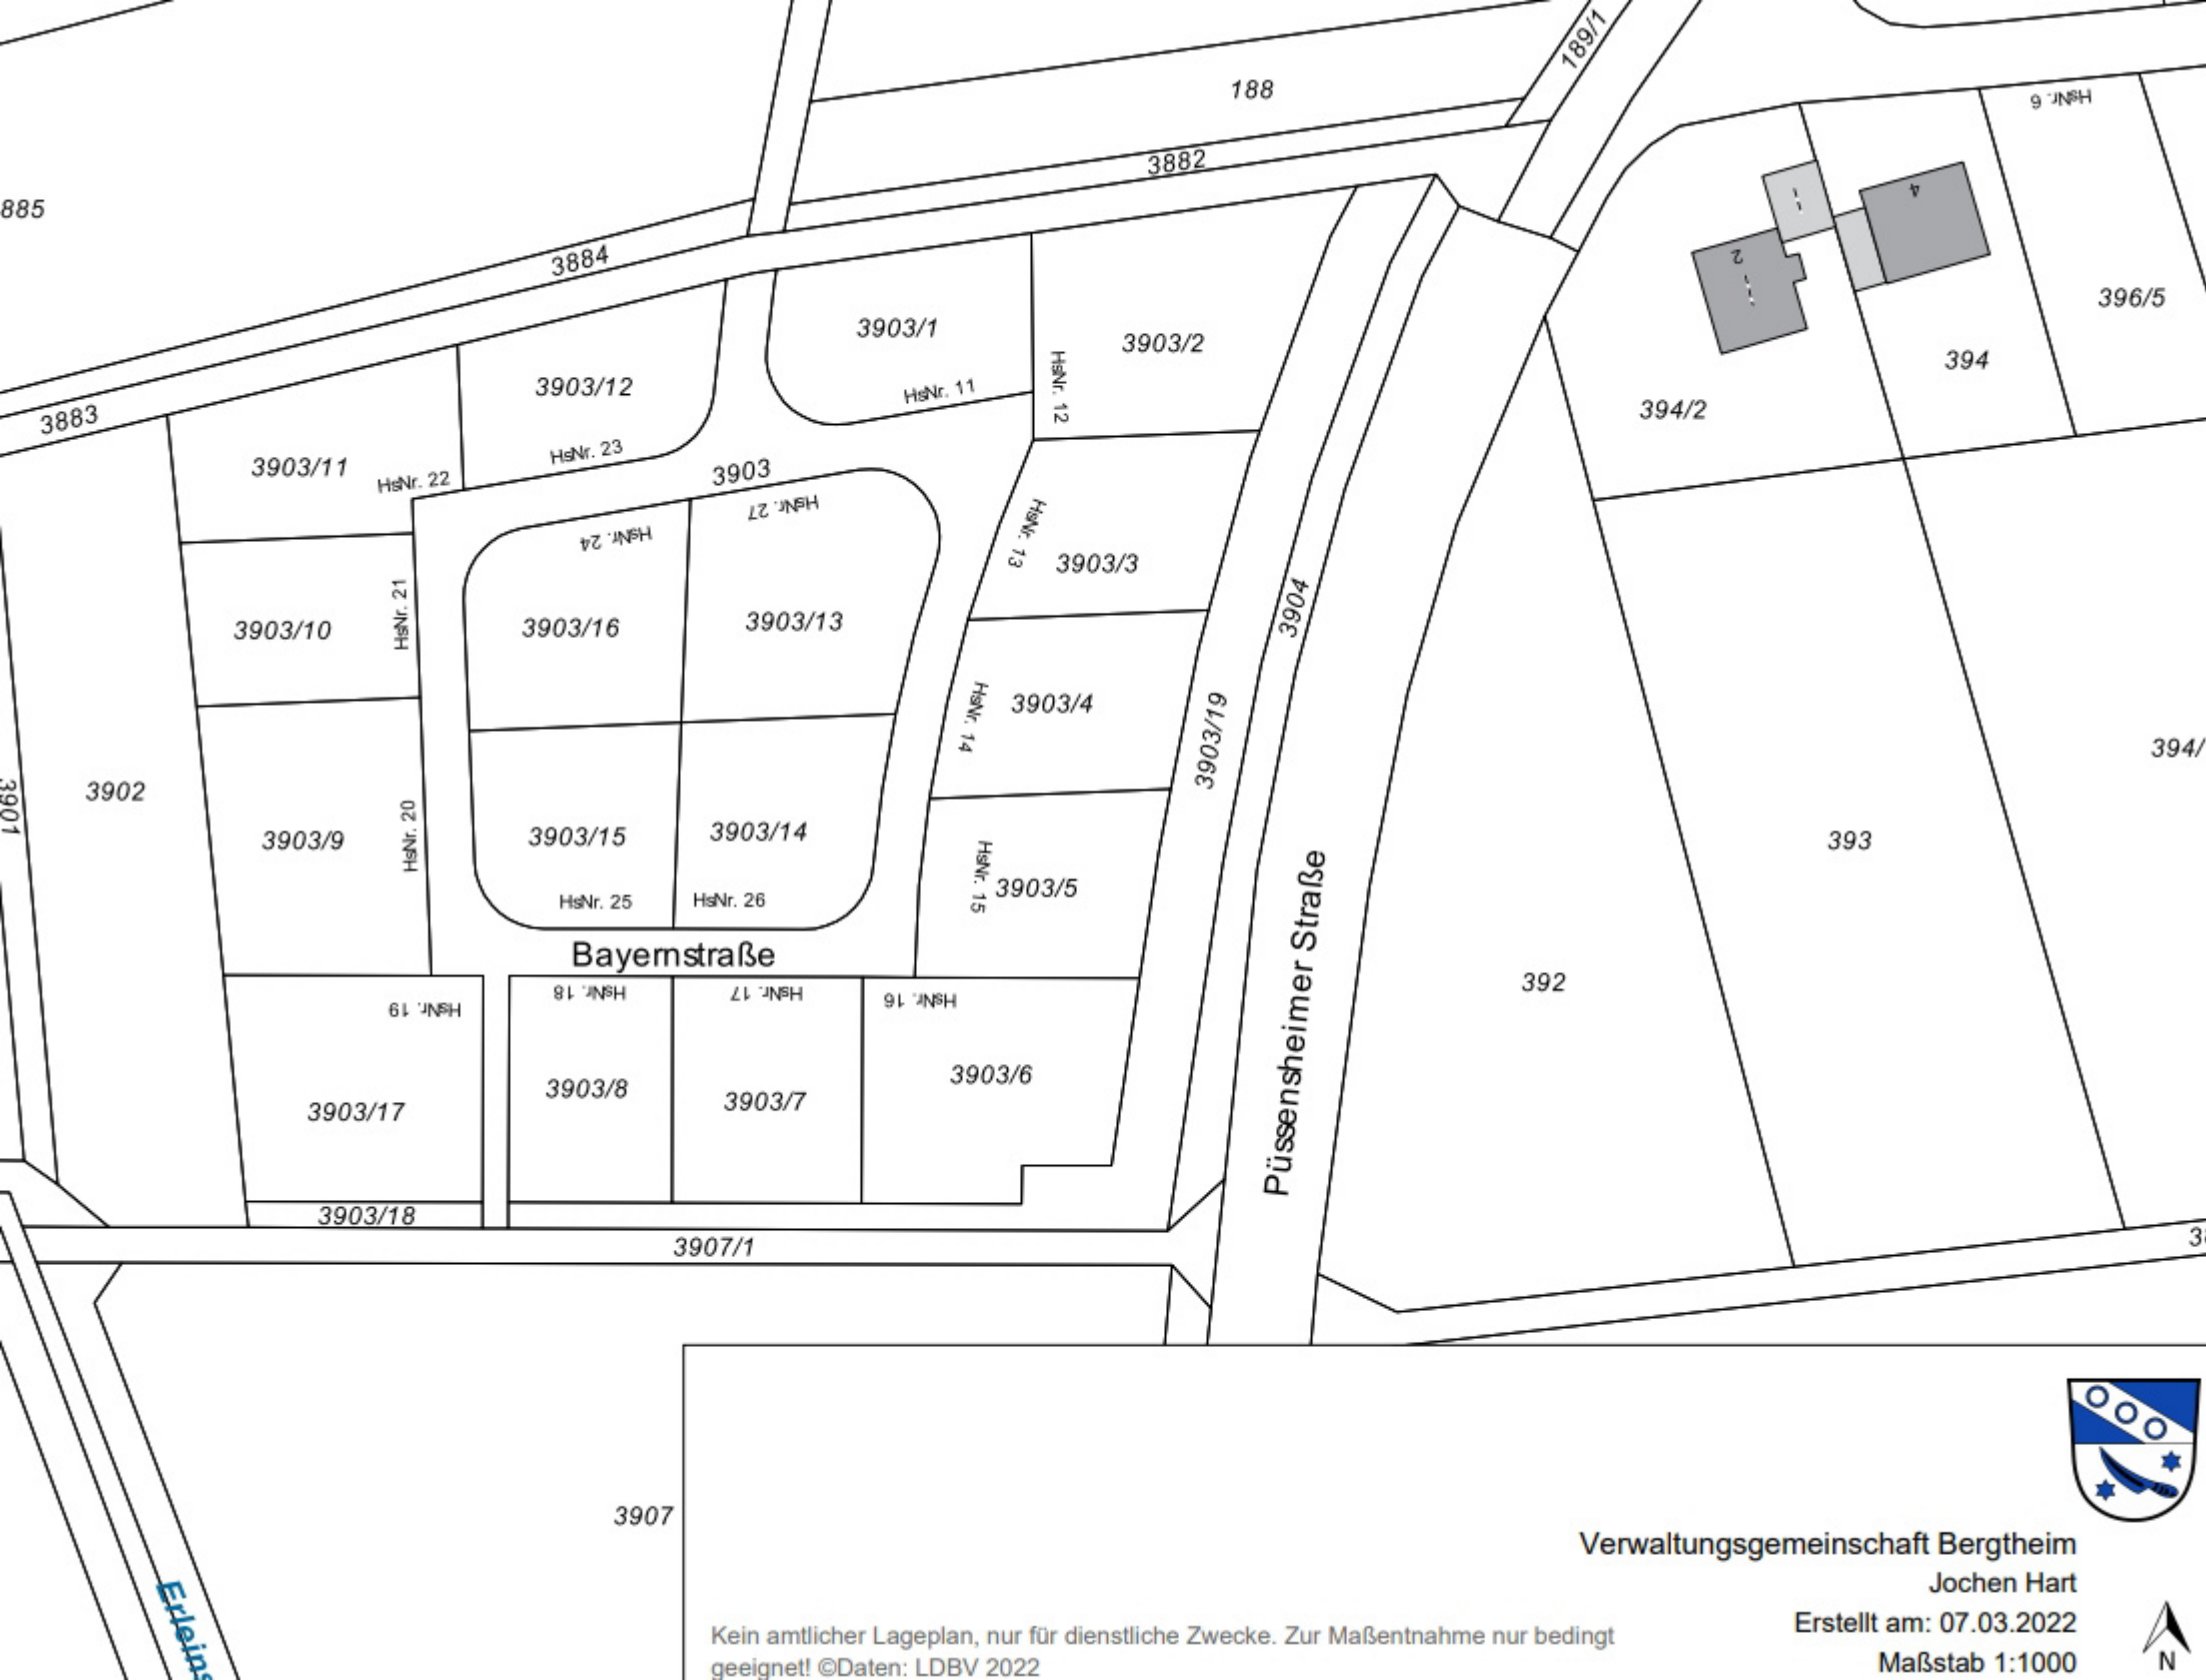 189/1
188
HsNr. 6
3882
885
3884
4
2
396/5
3903/1
3903/2
394
3903/12
HsNr. 11
HsNr. 12
394/2
3883
3903/11
HsNr. 22
HsNr. 23
3903
HsNr. 24
HsNr. 27
HsNr. 13
3903/3
3904
3903/10
HsNr. 21
3903/16
3903/13
HsNr. 14
3903/4
3903/19
394/
3901
3902
3903/9
HsNr. 20
3903/15
3903/14
HsNr. 15
3903/5
393
HsNr. 25
HsNr. 26
Bayernstraße
Püssensheimer Straße
392
HsNr. 19
HsNr. 18
HsNr. 17
HsNr. 16
3903/17
3903/8
3903/7
3903/6
3903/18
3907/1
3907
Erleins
Verwaltungsgemeinschaft Bergtheim
Jochen Hart
Erstellt am: 07.03.2022
Maßstab 1:1000
N
Kein amtlicher Lageplan, nur für dienstliche Zwecke. Zur Maßentnahme nur bedingt
geeignet! ©Daten: LDBV 2022